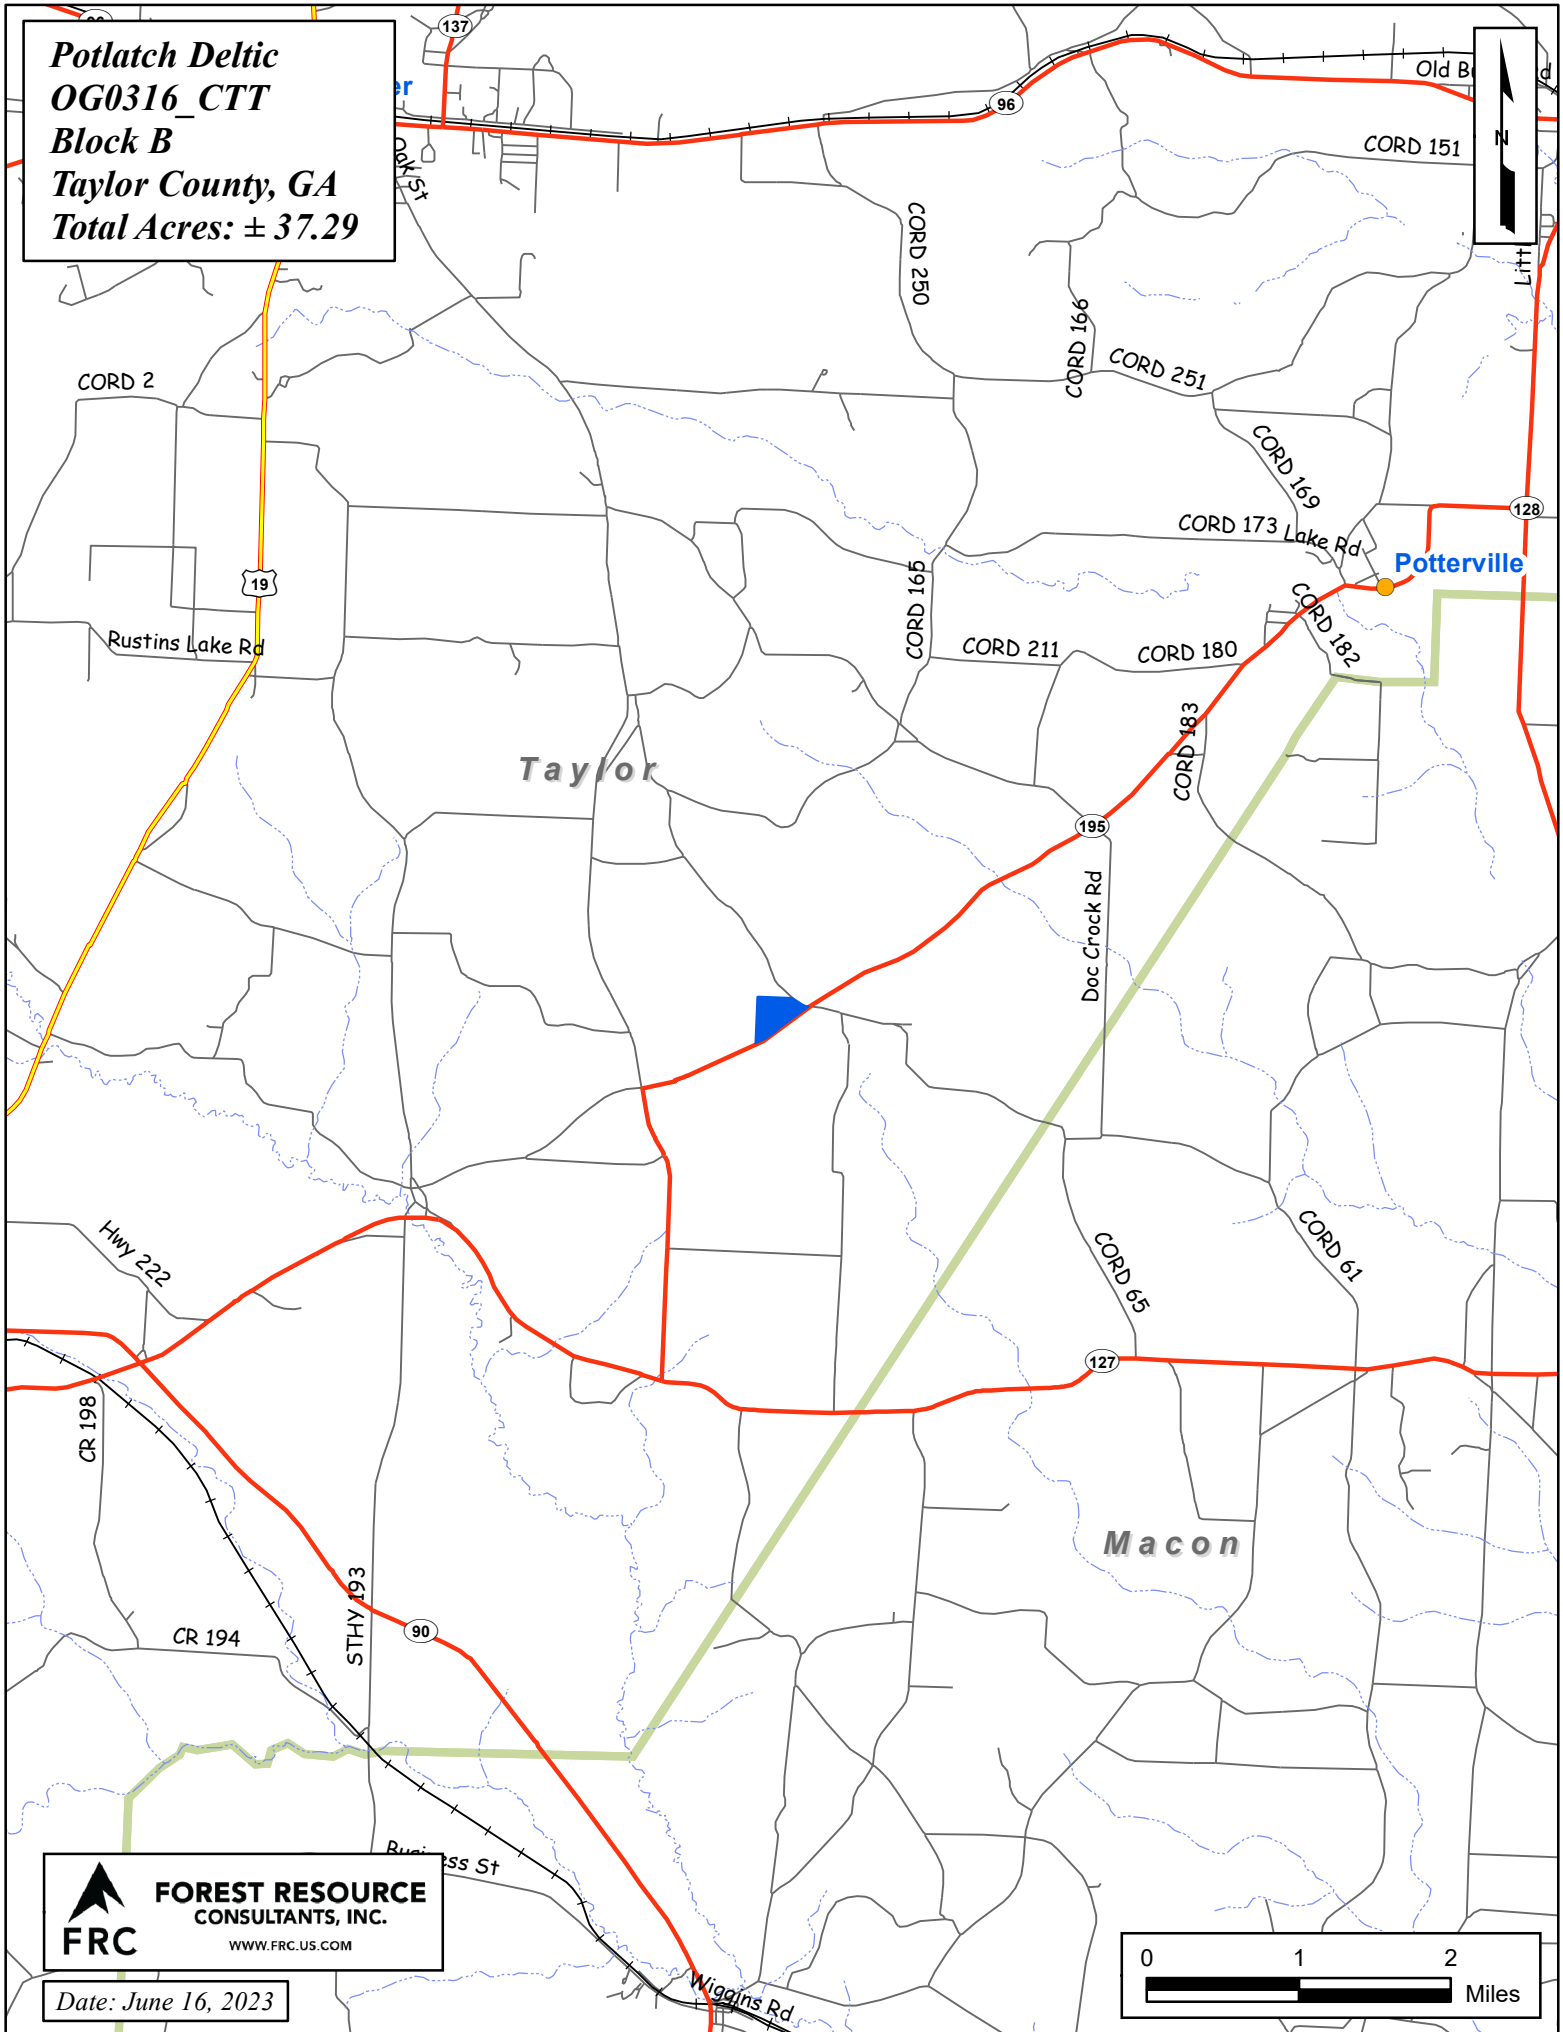 Potlatch Deltic
OG0316_CTT
Block B
Taylor County, GA
Total Acres: ± 37.29
137
96
Old
CORD 151
N
Oak St
CORD 250
CORD 166
CORD 251
CORD 2
CORD 169
128
CORD 173
Lake Rd
Potterville
19
CORD 165
CORD 182
Rustins Lake Rd
CORD 211
CORD 180
CORD 183
Taylor
195
Doc Crock Rd
Hwy 222
CORD 61
CORD 65
127
CR 198
Macon
STHY 193
90
CR 194
St
FRC
FOREST RESOURCE
CONSULTANTS, INC.
WWW.FRC.US.COM
Date: June 16, 2023
Wiggins Rd
0 1 2
Miles